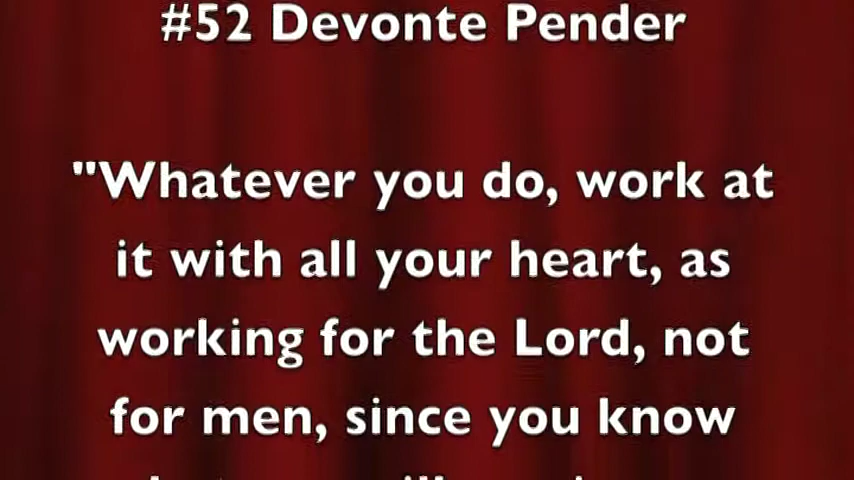 #52 Devonte Pender
"Whatever you do, work at
it with all your heart, as
working for the Lord, not
for men, since you know